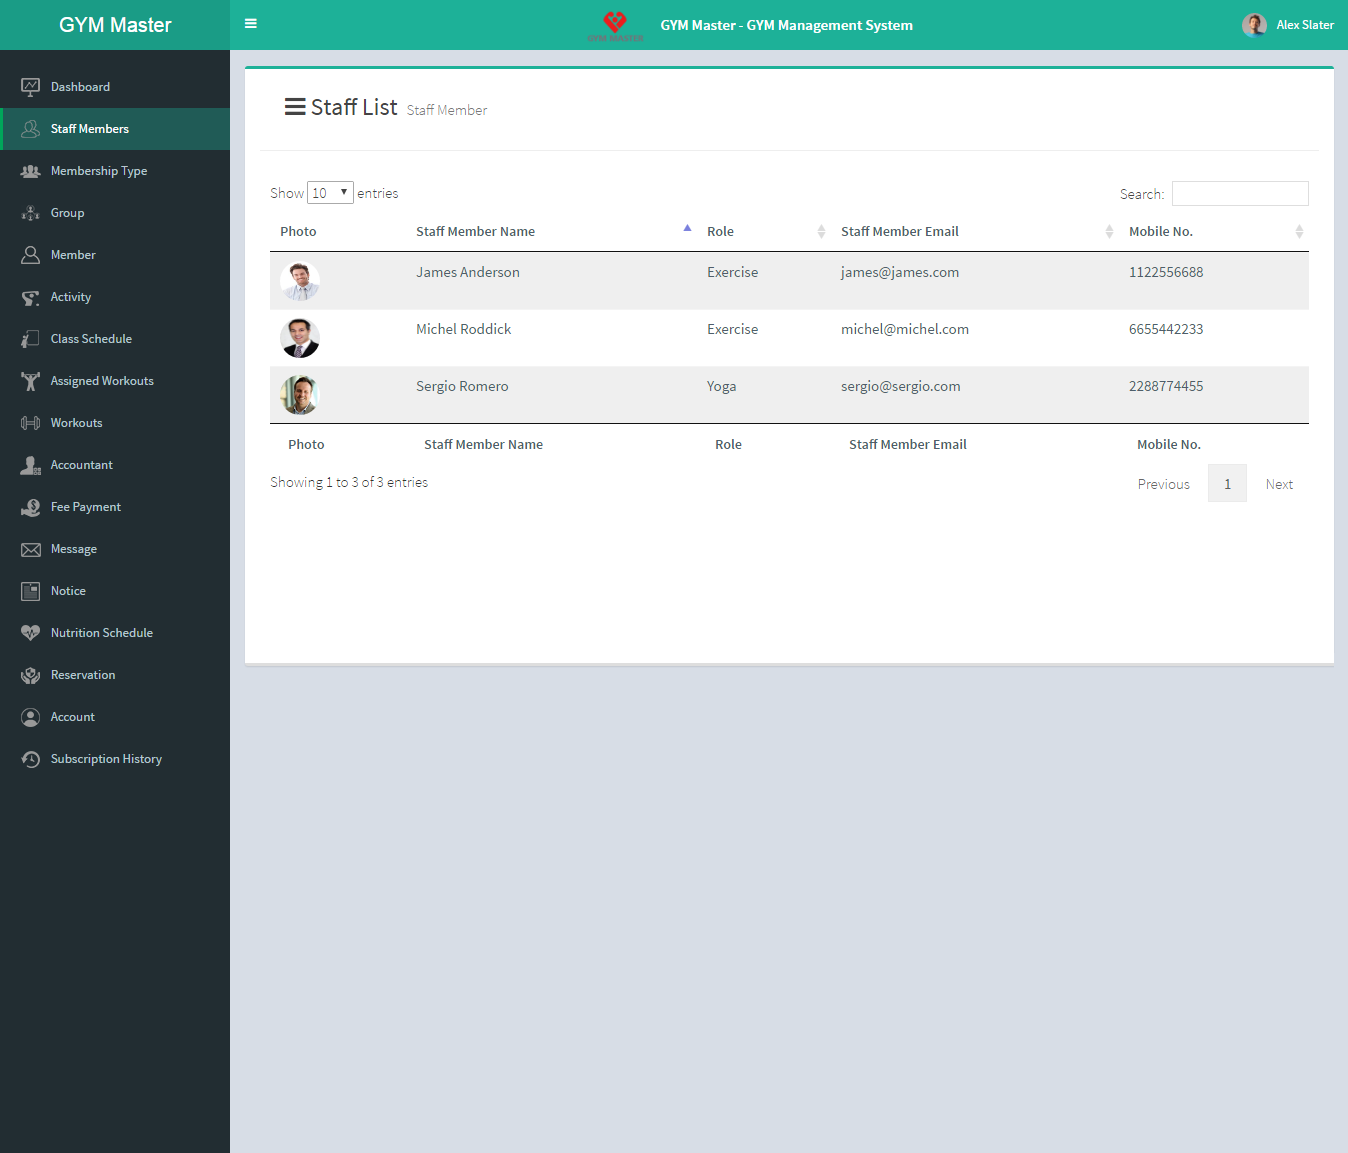 GYM Master
GYM MASTER
GYM Master - GYM Management System
Alex Slater
Dashboard
Staff Members
Membership Type
Group
Member
Activity
Class Schedule
Assigned Workouts
Workouts
Accountant
Fee Payment
Message
Notice
Nutrition Schedule
Reservation
Account
Subscription History
Staff List Staff Member
Show 10 entries
Search:
Photo Staff Member Name Role Staff Member Email Mobile No.
James Anderson Exercise james@james.com 1122556688
Michel Roddick Exercise michel@michel.com 6655442233
Sergio Romero Yoga sergio@sergio.com 2288774455
Photo Staff Member Name Role Staff Member Email Mobile No.
Showing 1 to 3 of 3 entries
Previous 1 Next